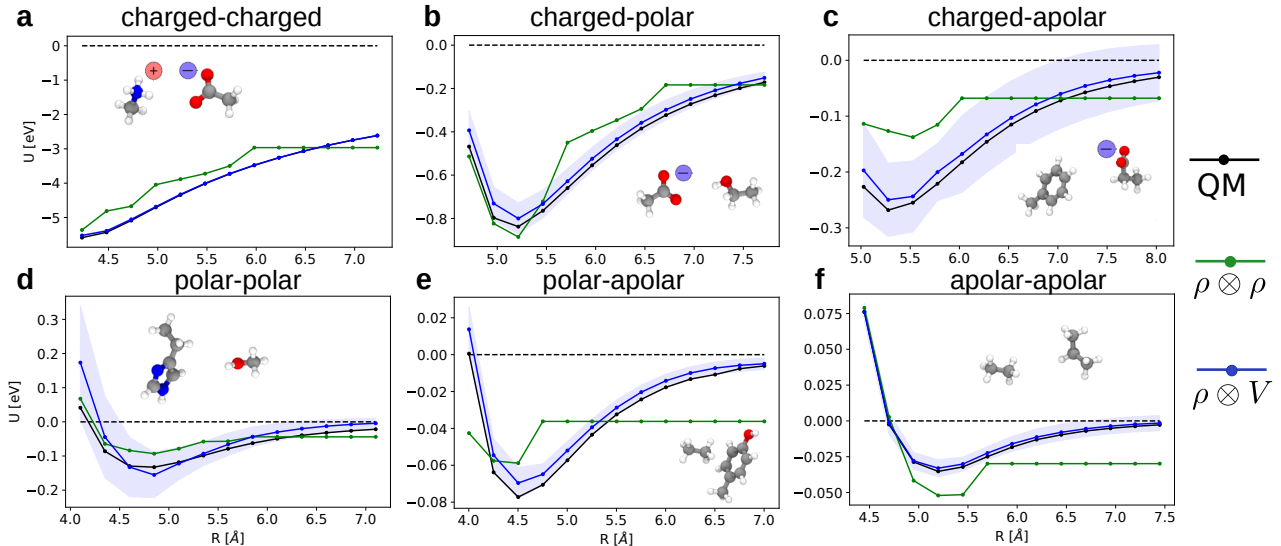 a charged-charged
b charged-polar
c charged-apolar
0
−1
−2
−3
−4
−5
U [eV]
4.5 5.0 5.5 6.0 6.5 7.0
+ −
0.0
−0.2
−0.4
−0.6
−0.8
5.0 5.5 6.0 6.5 7.0 7.5
−
0.0
−0.1
−0.2
−0.3
5.0 5.5 6.0 6.5 7.0 7.5 8.0
−
QM
ρ ⊗ ρ
ρ ⊗ V
d polar-polar
e polar-apolar
f apolar-apolar
0.3
0.2
0.1
0.0
−0.1
−0.2
U [eV]
4.0 4.5 5.0 5.5 6.0 6.5 7.0
R [Å]
0.02
0.00
−0.02
−0.04
−0.06
−0.08
4.0 4.5 5.0 5.5 6.0 6.5 7.0
R [Å]
0.075
0.050
0.025
0.000
−0.025
−0.050
4.5 5.0 5.5 6.0 6.5 7.0 7.5
R [Å]